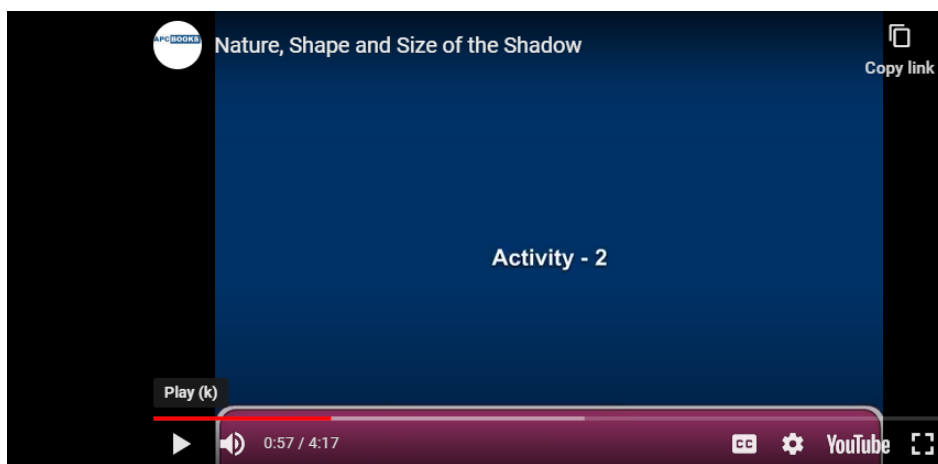 APC BOOKS
Nature, Shape and Size of the Shadow
Copy link
Activity - 2
Play (k)
0:57 / 4:17
CC
YouTube